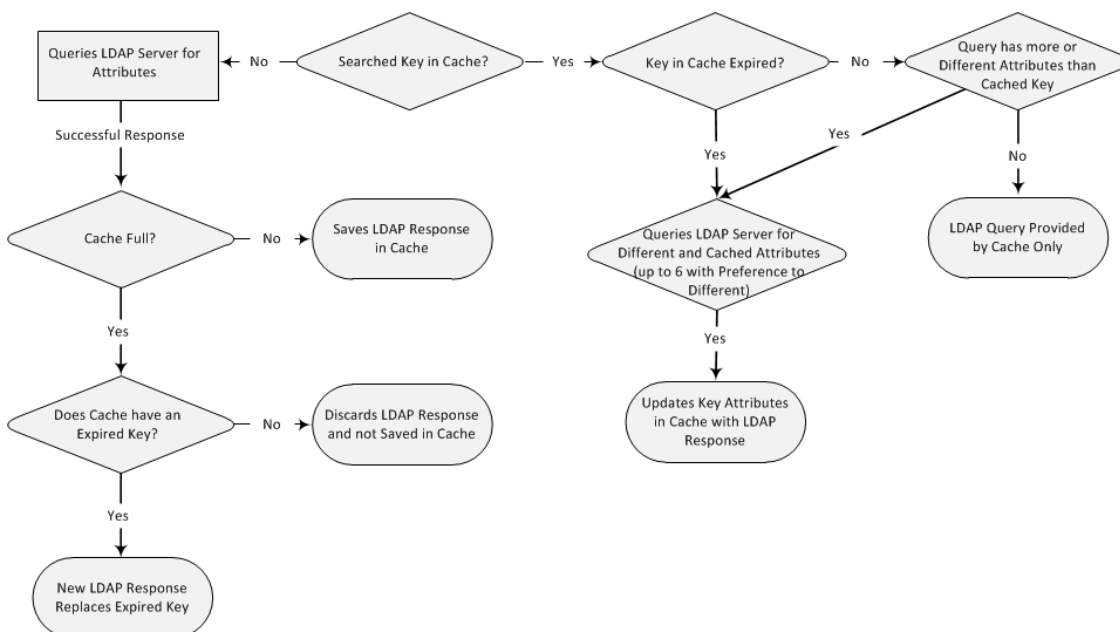 Queries LDAP Server for
Attributes
No
Searched Key in Cache?
Yes
Key in Cache Expired?
No
Query has more or
Different Attributes than
Cached Key
Successful Response
Yes
Yes
No
Cache Full?
No
Saves LDAP Response
in Cache
Queries LDAP Server for
Different and Cached Attributes
(up to 6 with Preference to
Different)
LDAP Query Provided
by Cache Only
Yes
Yes
Does Cache have an
Expired Key?
No
Discards LDAP Response
and not Saved in Cache
Updates Key Attributes
in Cache with LDAP
Response
Yes
New LDAP Response
Replaces Expired Key